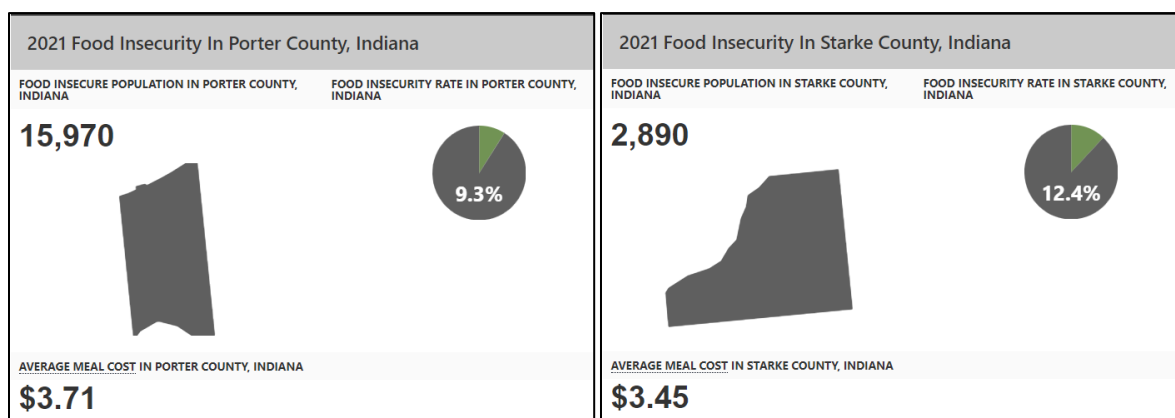 2021 Food Insecurity In Porter County, Indiana
FOOD INSECURE POPULATION IN PORTER COUNTY,
INDIANA
FOOD INSECURITY RATE IN PORTER COUNTY,
INDIANA
15,970
9.3%
AVERAGE MEAL COST IN PORTER COUNTY, INDIANA
$3.71
2021 Food Insecurity In Starke County, Indiana
FOOD INSECURE POPULATION IN STARKE COUNTY,
INDIANA
FOOD INSECURITY RATE IN STARKE COUNTY,
INDIANA
2,890
12.4%
AVERAGE MEAL COST IN STARKE COUNTY, INDIANA
$3.45